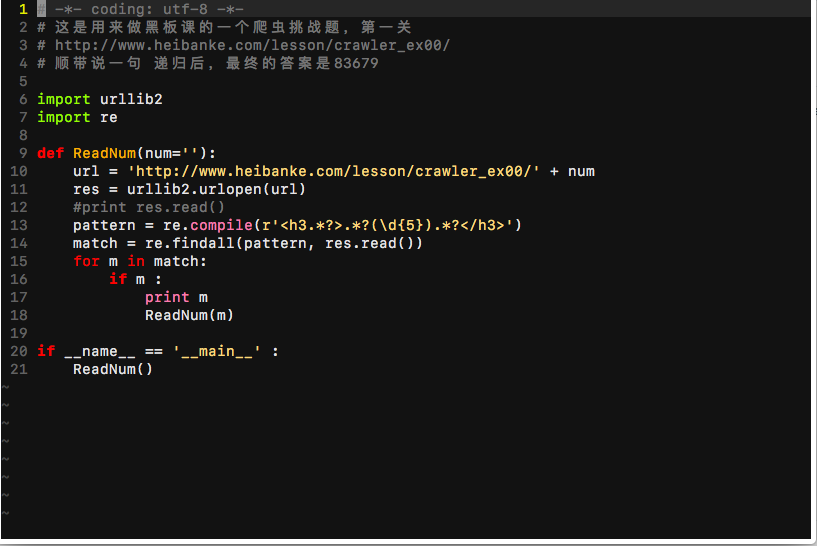 1 # -*- coding: utf-8 -*-
2 # 这是用来做黑板课的一个爬虫挑战题，第一关
3 # http://www.heibanke.com/lesson/crawler_ex00/
4 # 顺带说一句 递归后，最终的答案是83679
5
6 import urllib2
7 import re
8
9 def ReadNum(num=''):
10     url = 'http://www.heibanke.com/lesson/crawler_ex00/' + num
11     res = urllib2.urlopen(url)
12     #print res.read()
13     pattern = re.compile(r'<h3.*?>.*?(\d{5}).*?</h3>')
14     match = re.findall(pattern, res.read())
15     for m in match:
16         if m :
17             print m
18             ReadNum(m)
19
20 if __name__ == '__main__' :
21     ReadNum()
~
~
~
~
~
~
~
~